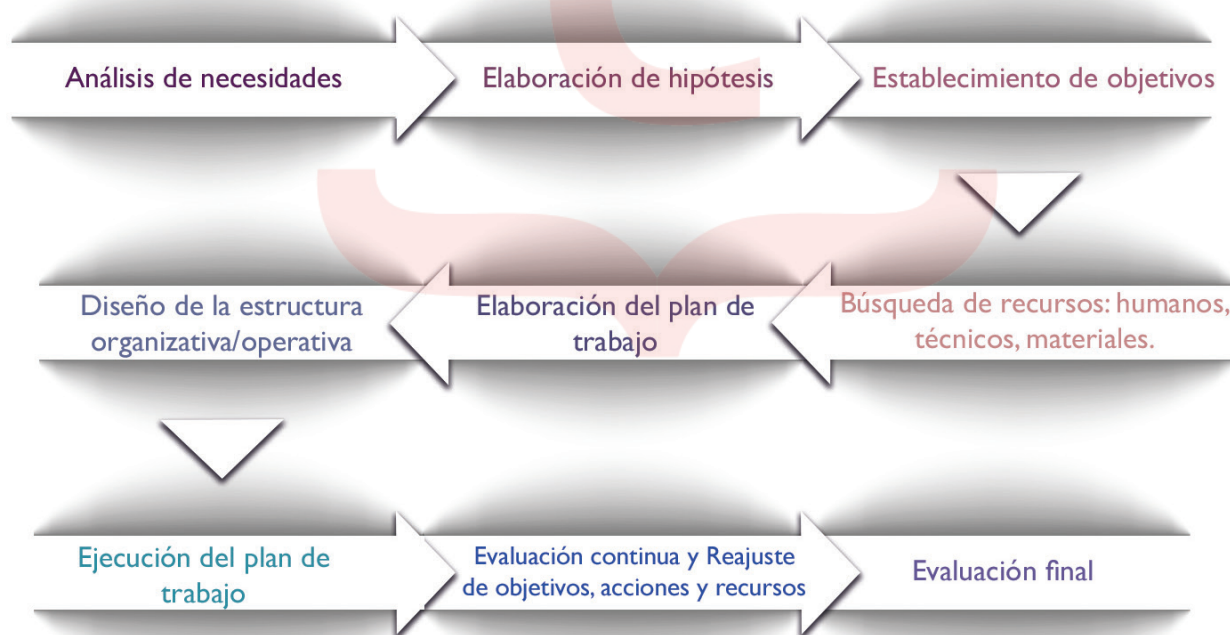 Análisis de necesidades
Elaboración de hipótesis
Establecimiento de objetivos
Búsqueda de recursos: humanos,
técnicos, materiales.
Elaboración del plan de
trabajo
Diseño de la estructura
organizativa/operativa
Ejecución del plan de
trabajo
Evaluación continua y Reajuste
de objetivos, acciones y recursos
Evaluación final